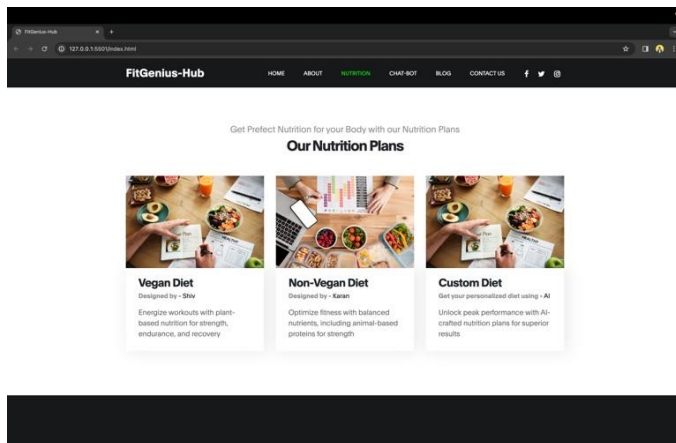 FitGenius-Hub
127.0.0.1:5501/index.html
FitGenius-Hub
HOME ABOUT NUTRITION CHAT-BOT BLOG CONTACT US
Get Prefect Nutrition for your Body with our Nutrition Plans
Our Nutrition Plans
Vegan Diet
Designed by - Shiv
Energize workouts with plant-
based nutrition for strength,
endurance, and recovery
Non-Vegan Diet
Designed by - Karan
Optimize fitness with balanced
nutrients, including animal-based
proteins for strength
Custom Diet
Get your personalized diet using - AI
Unlock peak performance with AI-
crafted nutrition plans for superior
results